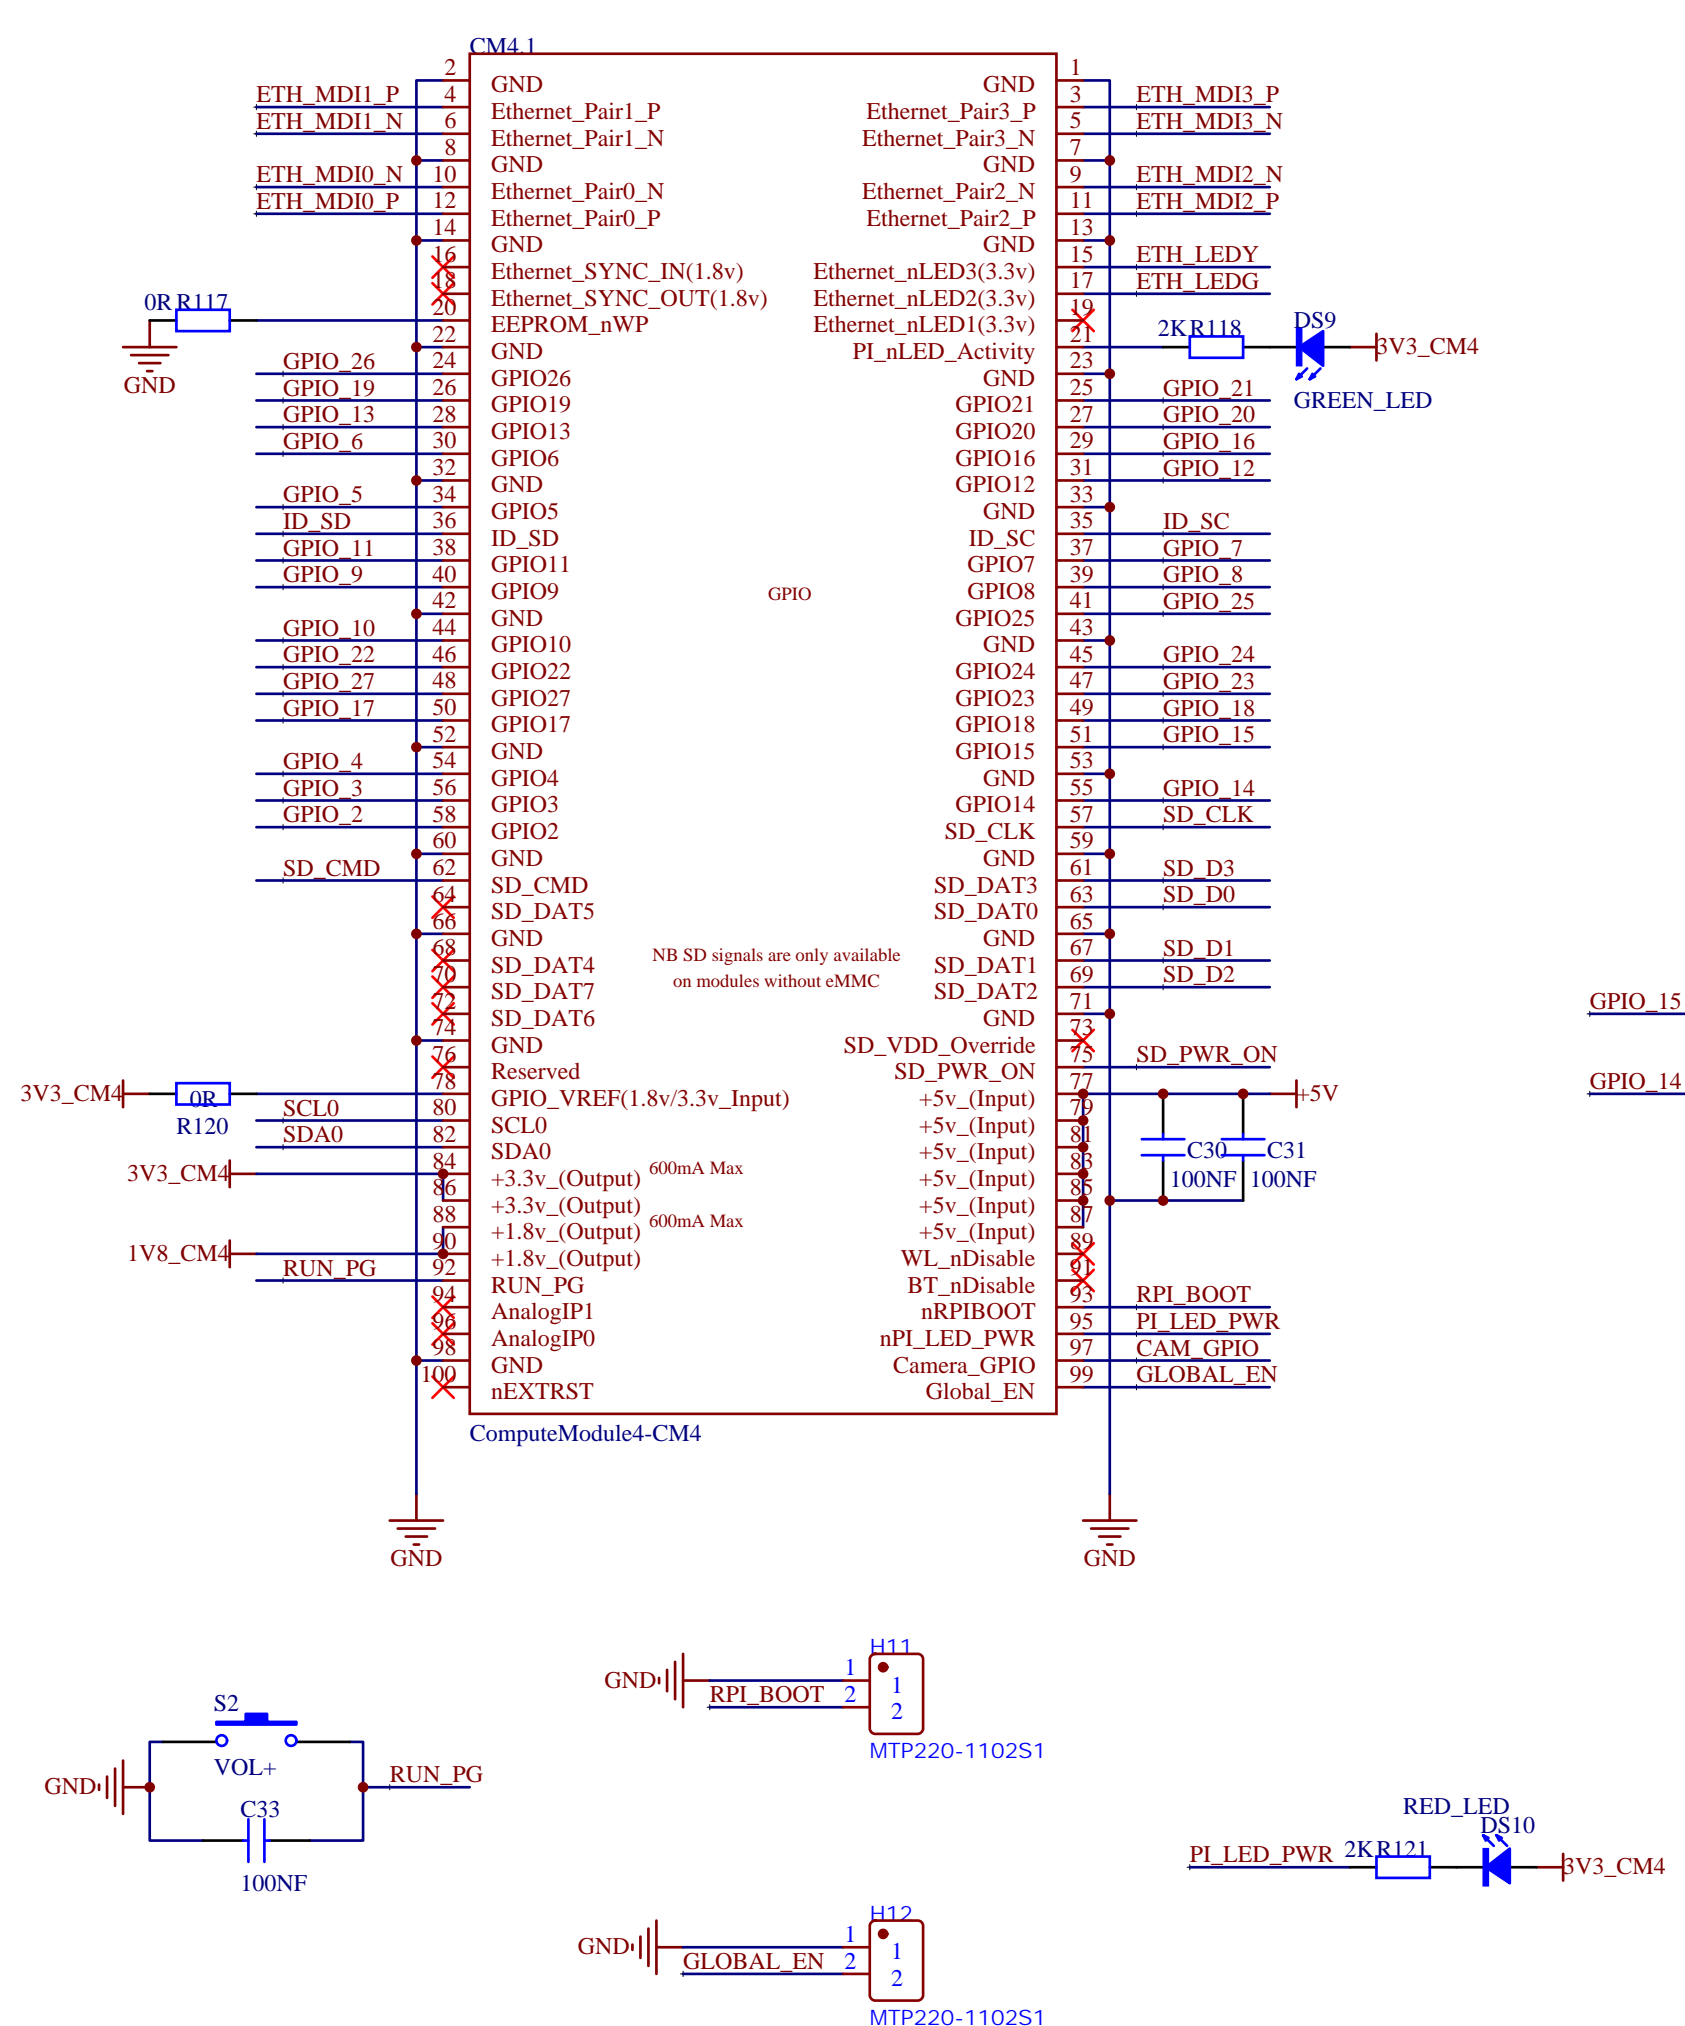 CM4.1
2 GND GND 1
ETH_MDI1_P 4 Ethernet_Pair1_P Ethernet_Pair3_P 3 ETH_MDI3_P
ETH_MDI1_N 6 Ethernet_Pair1_N Ethernet_Pair3_N 5 ETH_MDI3_N
8 GND GND 7
ETH_MDI0_N 10 Ethernet_Pair0_N Ethernet_Pair2_N 9 ETH_MDI2_N
ETH_MDI0_P 12 Ethernet_Pair0_P Ethernet_Pair2_P 11 ETH_MDI2_P
14 GND GND 13
16 Ethernet_SYNC_IN(1.8v) Ethernet_nLED3(3.3v) 15 ETH_LEDY
18 Ethernet_SYNC_OUT(1.8v) Ethernet_nLED2(3.3v) 17 ETH_LEDG
0R R117 20 EEPROM_nWP Ethernet_nLED1(3.3v) 19
22 GND PI_nLED_Activity 21 2K R118 DS9 3V3_CM4
GND GPIO_26 24 GPIO26 GND 23
GPIO_19 26 GPIO19 GPIO21 25 GPIO_21 GREEN_LED
GPIO_13 28 GPIO13 GPIO20 27 GPIO_20
GPIO_6 30 GPIO6 GPIO16 29 GPIO_16
32 GND GPIO12 31 GPIO_12
GPIO_5 34 GPIO5 GND 33
ID_SD 36 ID_SD ID_SC 35 ID_SC
GPIO_11 38 GPIO11 GPIO7 37 GPIO_7
GPIO_9 40 GPIO9 GPIO GPIO8 39 GPIO_8
42 GND GPIO25 41 GPIO_25
GPIO_10 44 GPIO10 GND 43
GPIO_22 46 GPIO22 GPIO24 45 GPIO_24
GPIO_27 48 GPIO27 GPIO23 47 GPIO_23
GPIO_17 50 GPIO17 GPIO18 49 GPIO_18
52 GND GPIO15 51 GPIO_15
GPIO_4 54 GPIO4 GND 53
GPIO_3 56 GPIO3 GPIO14 55 GPIO_14
GPIO_2 58 GPIO2 SD_CLK 57 SD_CLK
60 GND GND 59
SD_CMD 62 SD_CMD SD_DAT3 61 SD_D3
64 SD_DAT5 SD_DAT0 63 SD_D0
66 GND GND 65
68 SD_DAT4 NB SD signals are only available SD_DAT1 67 SD_D1
70 SD_DAT7 on modules without eMMC SD_DAT2 69 SD_D2
72 SD_DAT6 GND 71 GPIO_15
74 GND SD_VDD_Override 73
76 Reserved SD_PWR_ON 75 SD_PWR_ON
3V3_CM4 0R 78 GPIO_VREF(1.8v/3.3v_Input) +5v_(Input) 77 +5V GPIO_14
R120 SCL0 80 SCL0 +5v_(Input) 79
SDA0 82 SDA0 +5v_(Input) 81 C30 C31
3V3_CM4 84 +3.3v_(Output) 600mA Max +5v_(Input) 83 100NF 100NF
86 +3.3v_(Output) +5v_(Input) 85
88 +1.8v_(Output) 600mA Max +5v_(Input) 87
1V8_CM4 90 +1.8v_(Output) WL_nDisable 89
RUN_PG 92 RUN_PG BT_nDisable 91
94 AnalogIP1 nRPIBOOT 93 RPI_BOOT
96 AnalogIP0 nPI_LED_PWR 95 PI_LED_PWR
98 GND Camera_GPIO 97 CAM_GPIO
100 nEXTRST Global_EN 99 GLOBAL_EN
ComputeModule4-CM4
GND GND
H11
GND 1 1
RPI_BOOT 2 2
MTP220-1102S1
S2
VOL+
GND RUN_PG
C33
100NF
RED_LED
DS10
PI_LED_PWR 2K R121 3V3_CM4
H12
GND 1 1
GLOBAL_EN 2 2
MTP220-1102S1